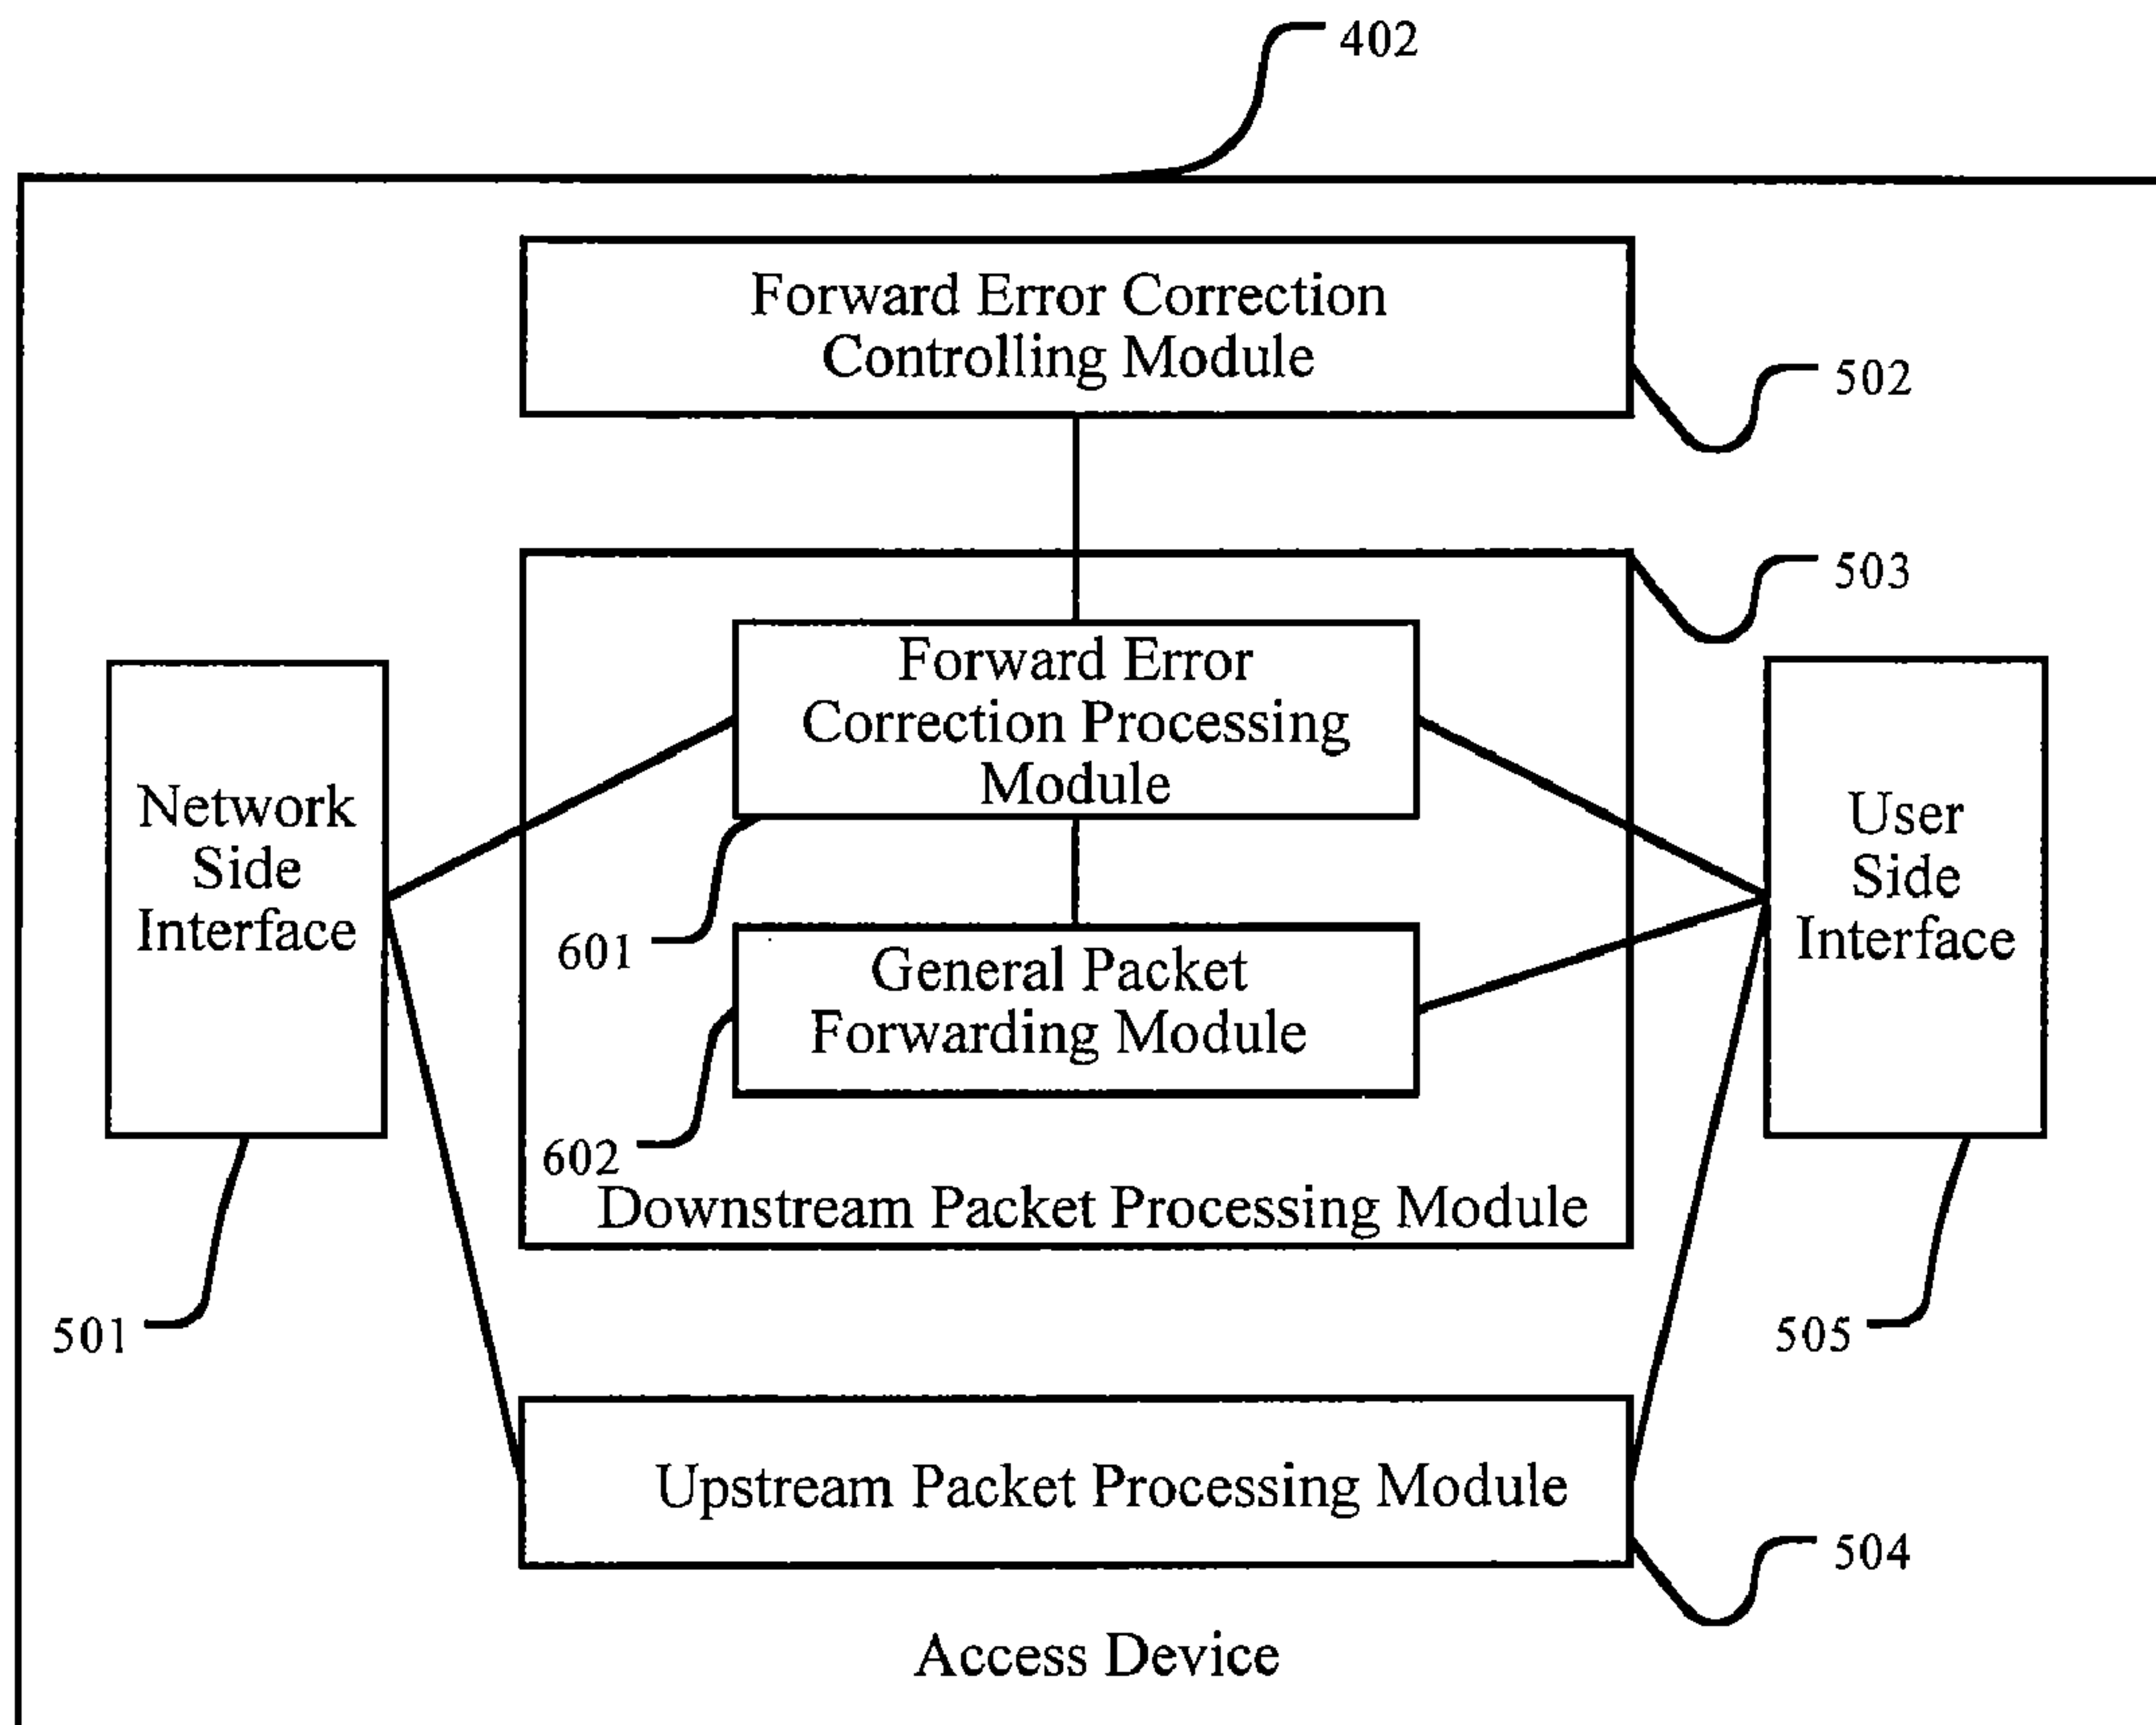 402
Forward Error Correction
Controlling Module
502
503
Forward Error
Correction Processing
Module
Network
Side
Interface
User
Side
Interface
601
General Packet
Forwarding Module
602
Downstream Packet Processing Module
501
505
Upstream Packet Processing Module
504
Access Device